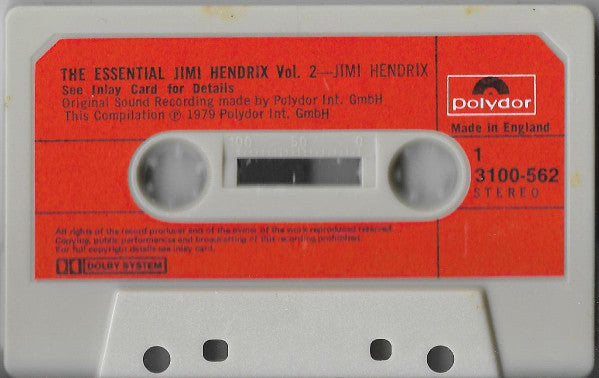 THE ESSENTIAL JIMI HENDRIX Vol. 2—JIMI HENDRIX
See Inlay Card for Details
Original Sound Recording made by Polydor Int. GmbH
This Compilation ℗ 1979 Polydor Int. GmbH
polydor
Made in England
100 50 0
1
3100-562
STEREO
All rights of the record producer and of the owner of the work reproduced reserved.
Copying, public performances and broadcasting of this recording prohibited.
For full copyright details see inlay card.
DOLBY SYSTEM